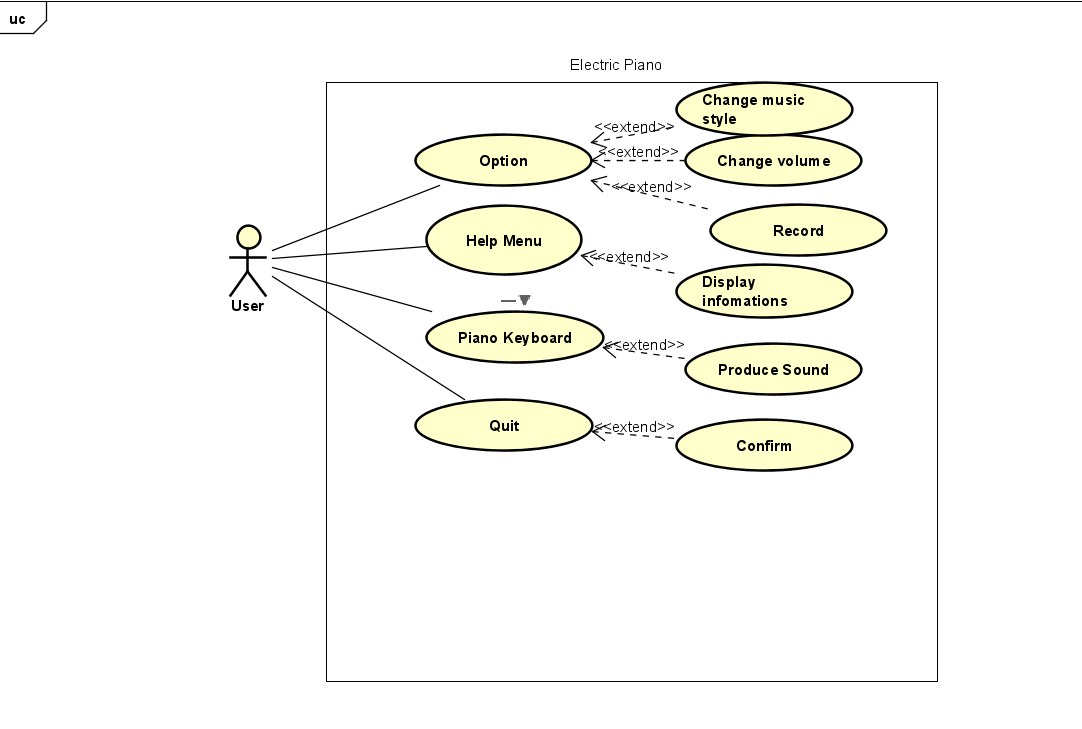 uc
Electric Piano
Change music
style
<<extend>>
Option
<<extend>>
Change volume
<<extend>>
Record
Help Menu
<<extend>>
Display
infomations
User
Piano Keyboard
<<extend>>
Produce Sound
Quit
<<extend>>
Confirm